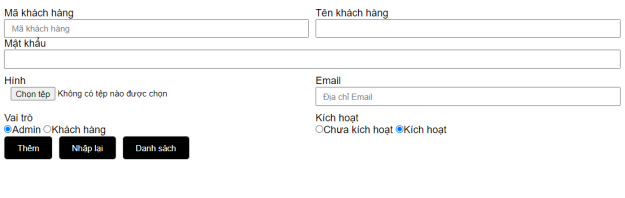 Mã khách hàng Tên khách hàng
Mã khách hàng
Mật khẩu
Hình Email
Chọn tệp Không có tệp nào được chọn Địa chỉ Email
Vai trò Kích hoạt
Admin Khách hàng Chưa kích hoạt Kích hoạt
Thêm Nhập lại Danh sách